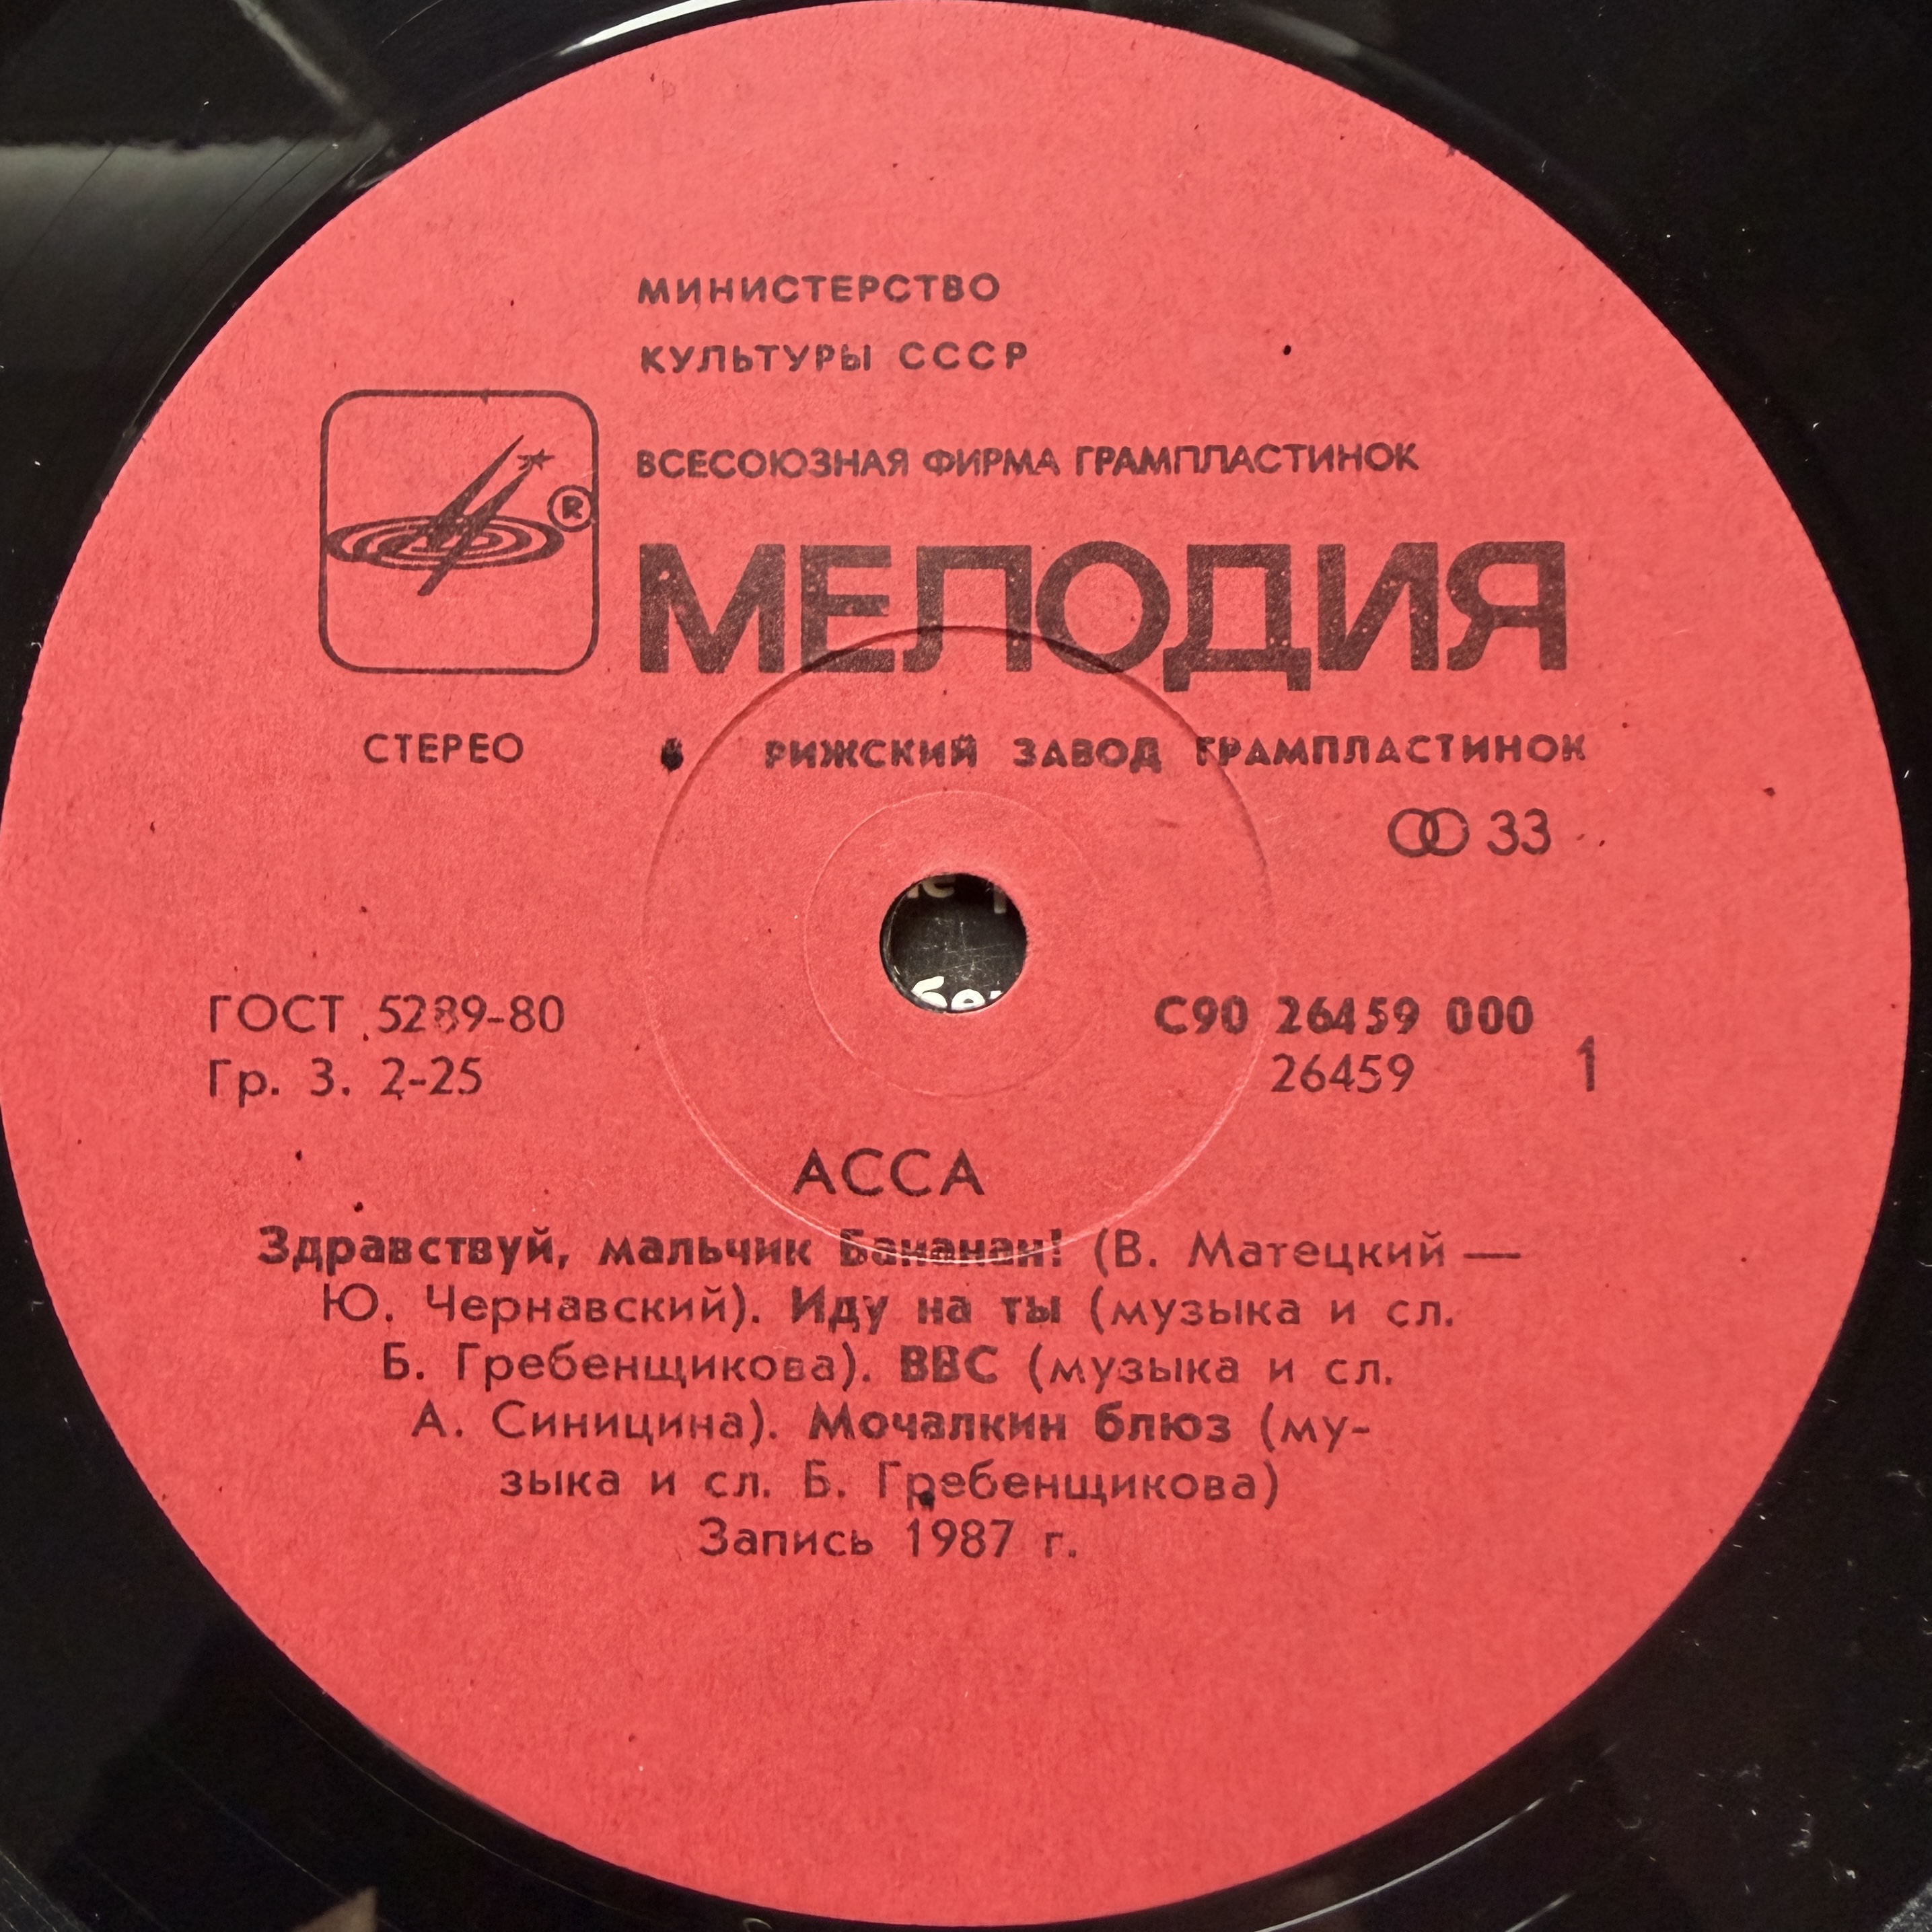 МИНИСТЕРСТВО
КУЛЬТУРЫ СССР
ВСЕСОЮЗНАЯ ФИРМА ГРАМПЛАСТИНОК
®
МЕЛОДИЯ
СТЕРЕО РИЖСКИЙ ЗАВОД ГРАМПЛАСТИНОК
33
ГОСТ 5289-80 С90 26459 000
Гр. 3. 2-25 26459 1
АССА
Здравствуй, мальчик Бананан! (В. Матецкий —
Ю. Чернавский). Иду на ты (музыка и сл.
Б. Гребенщикова). ВВС (музыка и сл.
А. Синицина). Мочалкин блюз (му-
зыка и сл. Б. Гребенщикова)
Запись 1987 г.